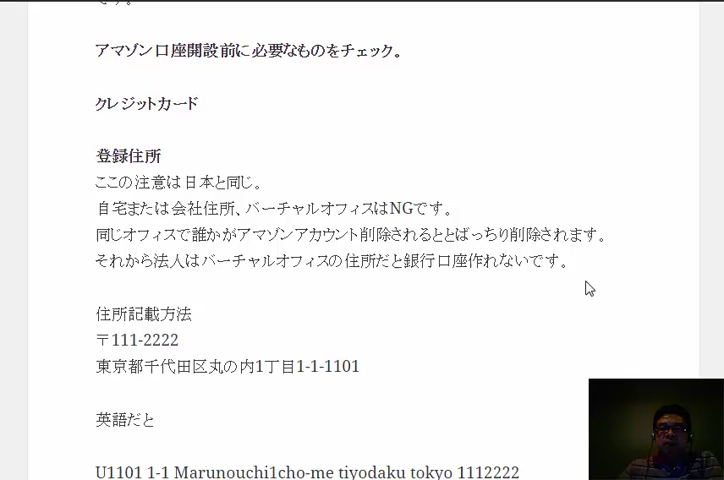 です。
アマゾン口座開設前に必要なものをチェック。
クレジットカード
登録住所
ここの注意は日本と同じ。
自宅または会社住所、バーチャルオフィスはNGです。
同じオフィスで誰かがアマゾンアカウント削除されるととばっちり削除されます。
それから法人はバーチャルオフィスの住所だと銀行口座作れないです。
住所記載方法
〒111-2222
東京都千代田区丸の内1丁目1-1-1101
英語だと
U1101 1-1 Marunouchi1cho-me tiyodaku tokyo 1112222